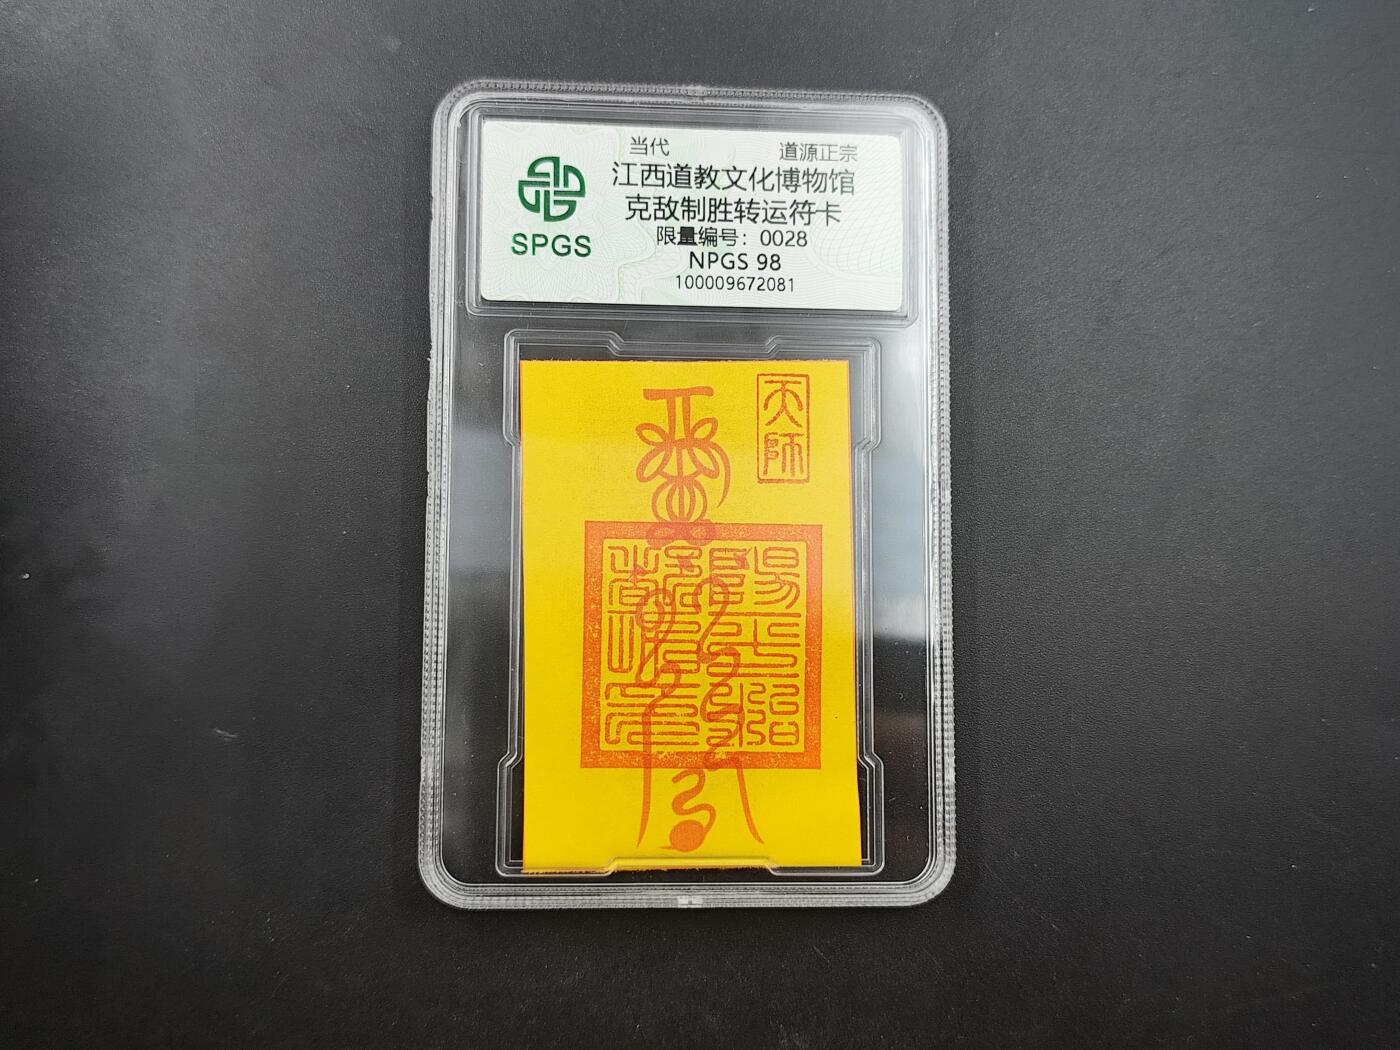 当代 道源正宗
江西道教文化博物馆
克敌制胜转运符卡
限量编号：0028
NPGS 98
100009672081
SPGS
天师